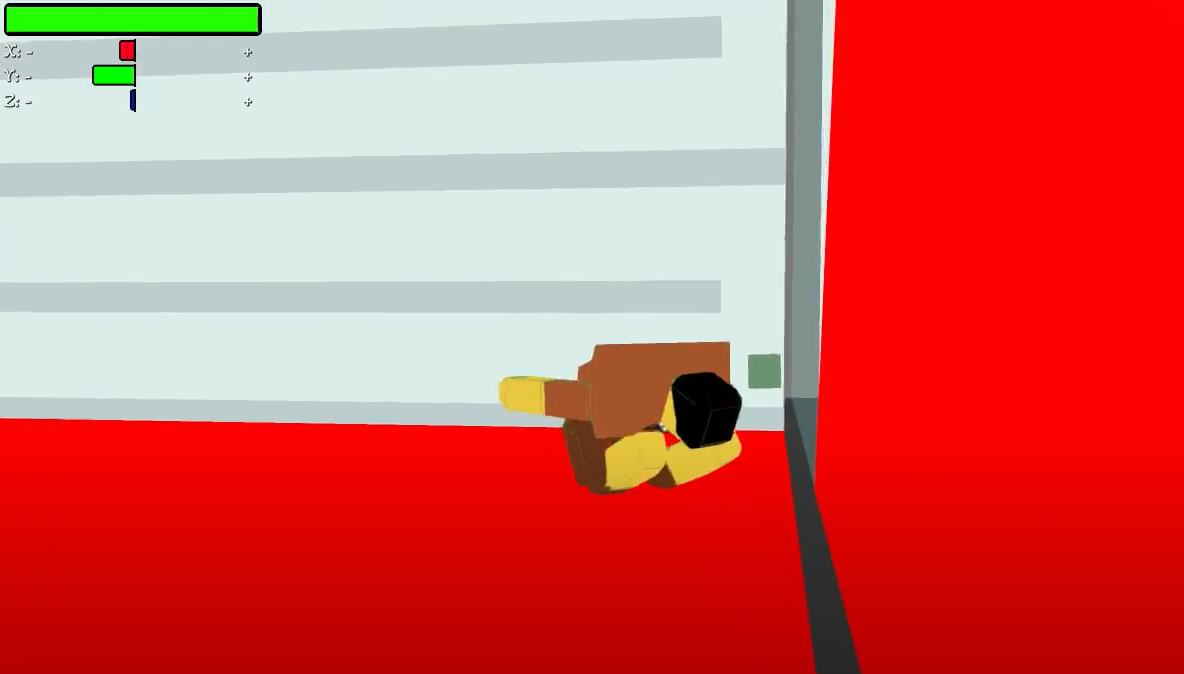 X: - +
Y: - +
Z: - +